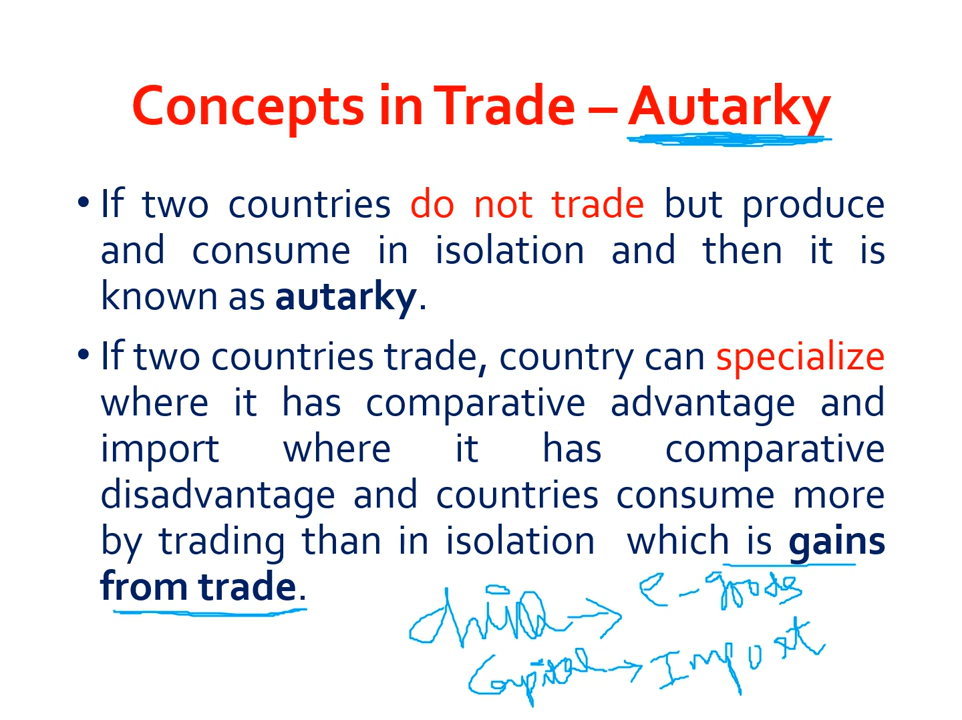 Concepts in Trade – Autarky
• If two countries do not trade but produce
and consume in isolation and then it is
known as autarky.
• If two countries trade, country can specialize
where it has comparative advantage and
import where it has comparative
disadvantage and countries consume more
by trading than in isolation which is gains
from trade.
china → e-goods
Capital → Import